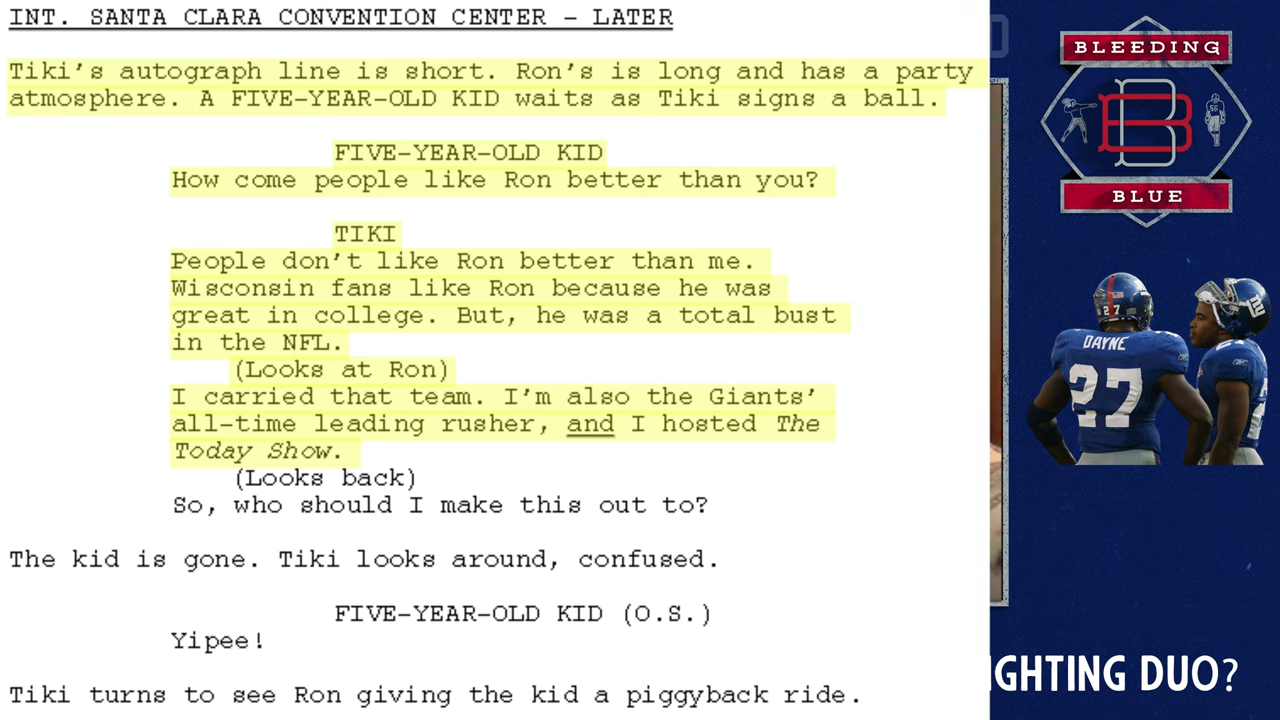 INT. SANTA CLARA CONVENTION CENTER – LATER
Tiki's autograph line is short. Ron's is long and has a party
atmosphere. A FIVE-YEAR-OLD KID waits as Tiki signs a ball.
FIVE-YEAR-OLD KID
How come people like Ron better than you?
TIKI
People don't like Ron better than me.
Wisconsin fans like Ron because he was
great in college. But, he was a total bust
in the NFL.
(Looks at Ron)
I carried that team. I'm also the Giants'
all-time leading rusher, and I hosted The
Today Show.
(Looks back)
So, who should I make this out to?
The kid is gone. Tiki looks around, confused.
FIVE-YEAR-OLD KID (O.S.)
Yipee!
Tiki turns to see Ron giving the kid a piggyback ride.
BLEEDING
BB
BLUE
DAYNE
27
IGHTING DUO?